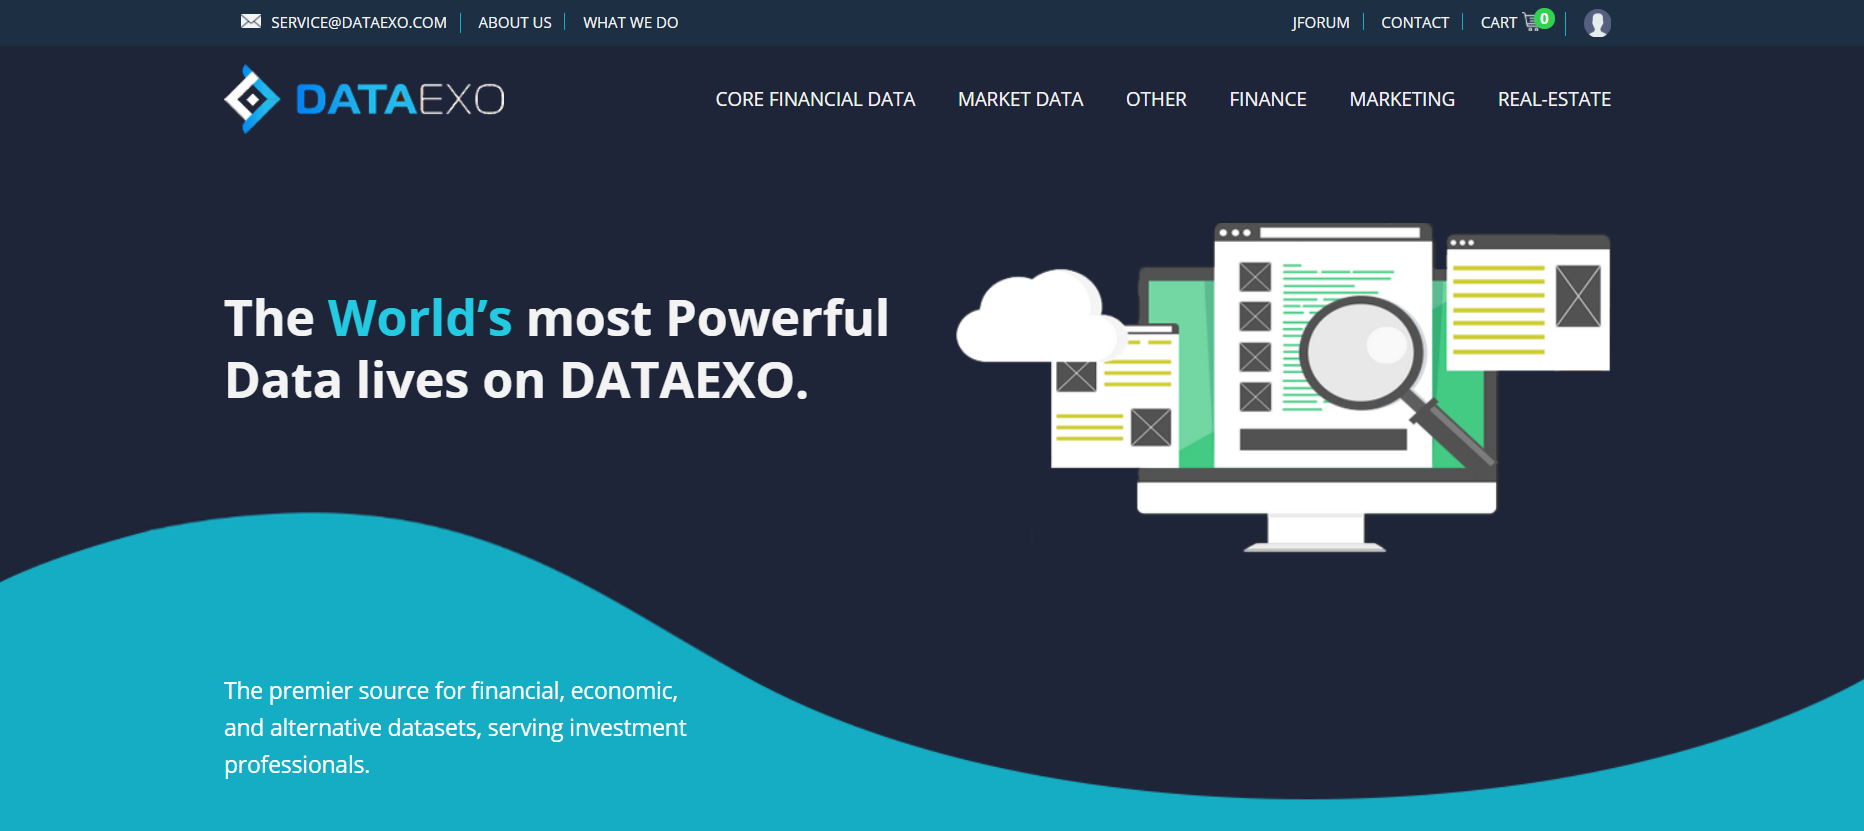 SERVICE@DATAEXO.COM ABOUT US WHAT WE DO JFORUM CONTACT CART 0
DATAEXO CORE FINANCIAL DATA MARKET DATA OTHER FINANCE MARKETING REAL-ESTATE
The World’s most Powerful
Data lives on DATAEXO.
The premier source for financial, economic,
and alternative datasets, serving investment
professionals.